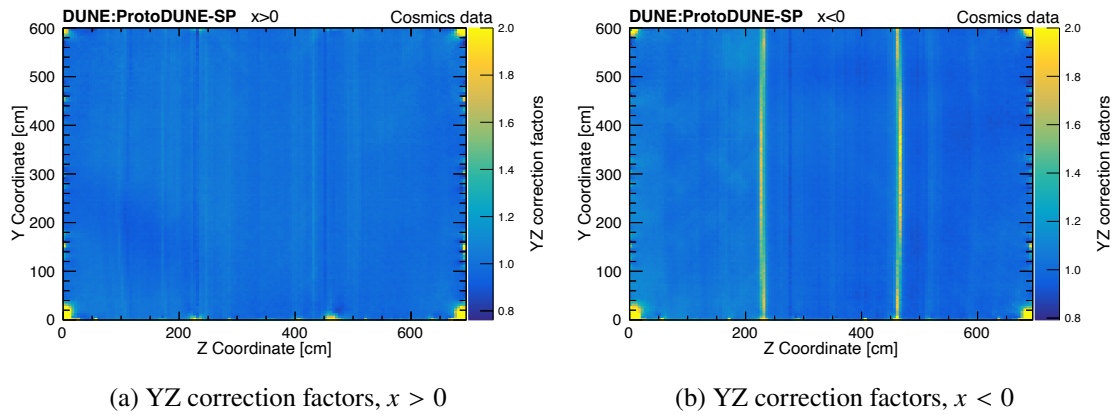 DUNE:ProtoDUNE-SP x>0 Cosmics data
600
500
400
300
200
100
0
Y Coordinate [cm]
0 200 400 600
Z Coordinate [cm]
2.0
1.8
1.6
1.4
1.2
1.0
0.8
YZ correction factors
(a) YZ correction factors, x > 0
DUNE:ProtoDUNE-SP x<0 Cosmics data
600
500
400
300
200
100
0
Y Coordinate [cm]
0 200 400 600
Z Coordinate [cm]
2.0
1.8
1.6
1.4
1.2
1.0
0.8
YZ correction factors
(b) YZ correction factors, x < 0